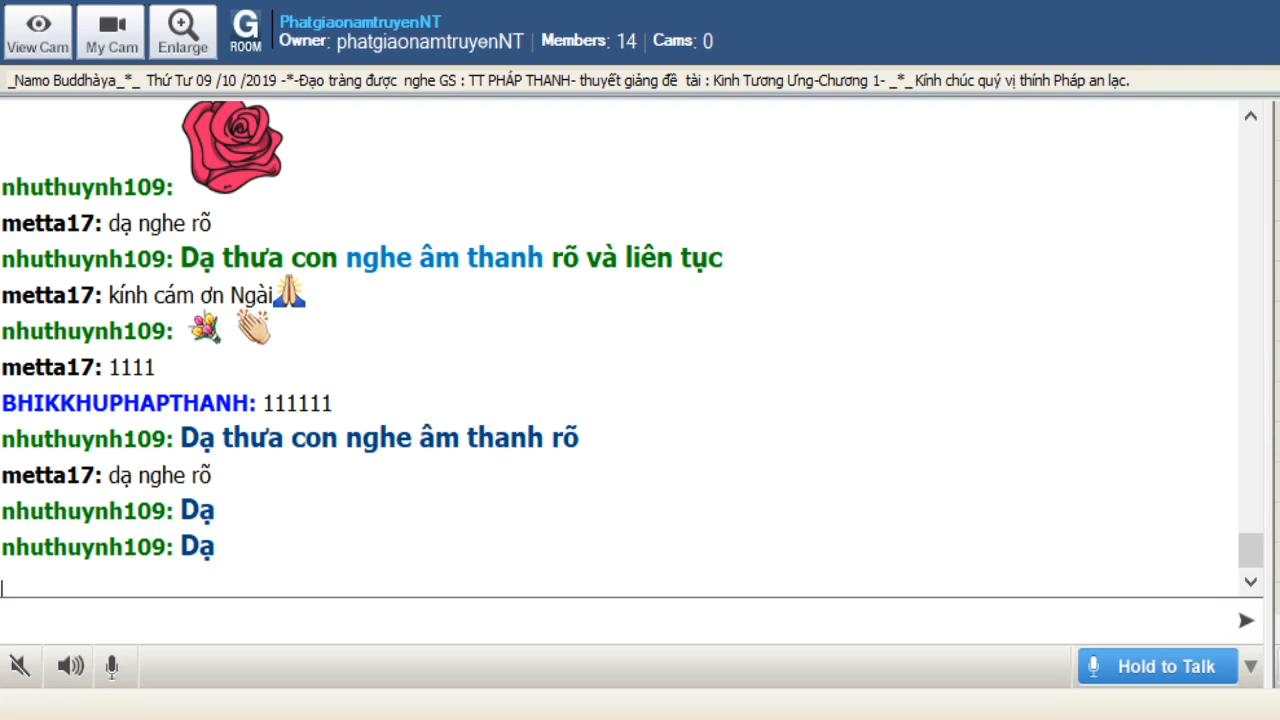 View Cam
My Cam
Enlarge
G
ROOM
PhatgiaonamtruyenNT
Owner: phatgiaonamtruyenNT | Members: 14 | Cams: 0
_Namo Buddhàya_*_ Thứ Tư 09 /10 /2019 -*-Đạo tràng được nghe GS : TT PHÁP THANH- thuyết giảng đề tài : Kinh Tương Ưng-Chương 1- _*_ Kính chúc quý vị thính Pháp an lạc.
nhuthuynh109:
metta17: dạ nghe rõ
nhuthuynh109: Dạ thưa con nghe âm thanh rõ và liên tục
metta17: kính cám ơn Ngài
nhuthuynh109:
metta17: 1111
BHIKKHUPHAPTHANH: 111111
nhuthuynh109: Dạ thưa con nghe âm thanh rõ
metta17: dạ nghe rõ
nhuthuynh109: Dạ
nhuthuynh109: Dạ
Hold to Talk